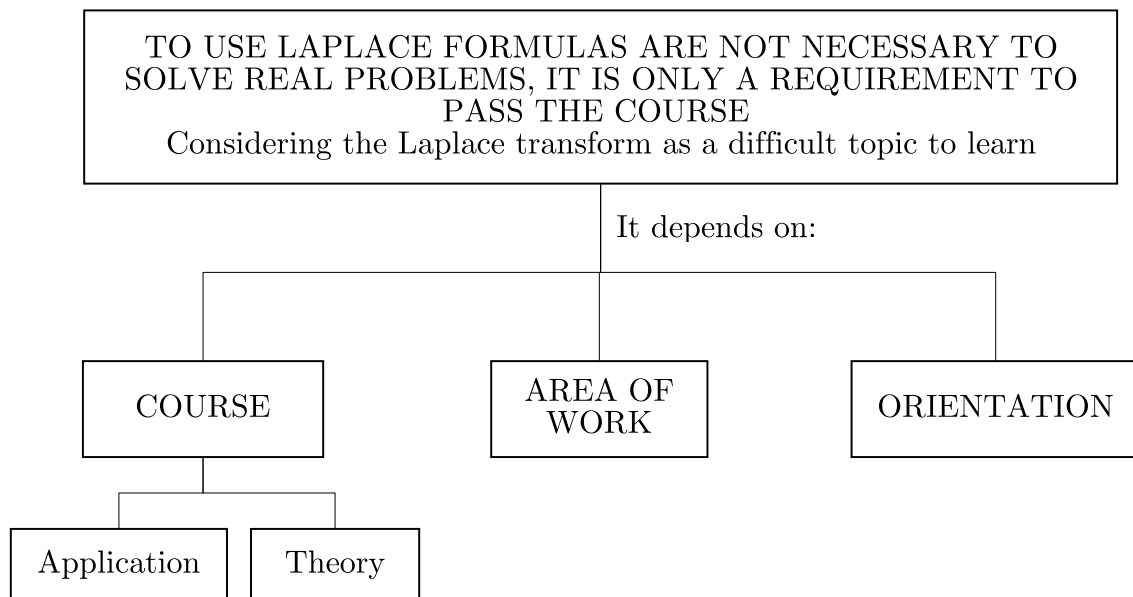 TO USE LAPLACE FORMULAS ARE NOT NECESSARY TO
SOLVE REAL PROBLEMS, IT IS ONLY A REQUIREMENT TO
PASS THE COURSE
Considering the Laplace transform as a difficult topic to learn
It depends on:
COURSE
AREA OF
WORK
ORIENTATION
Application
Theory